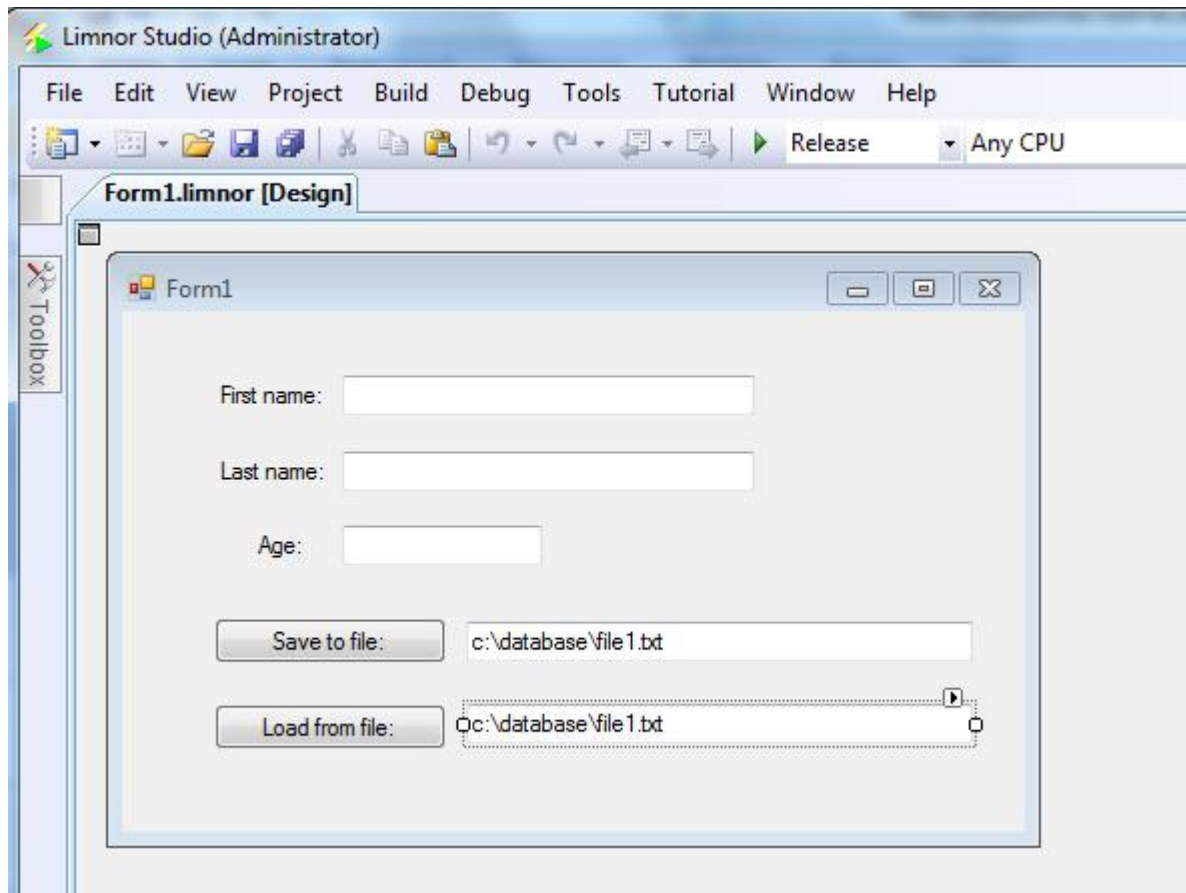 Limnor Studio (Administrator)
File Edit View Project Build Debug Tools Tutorial Window Help
Release Any CPU
Form1.limnor [Design]
Toolbox
Form1
First name:
Last name:
Age:
Save to file: c:\database\file1.txt
Load from file: c:\database\file1.txt